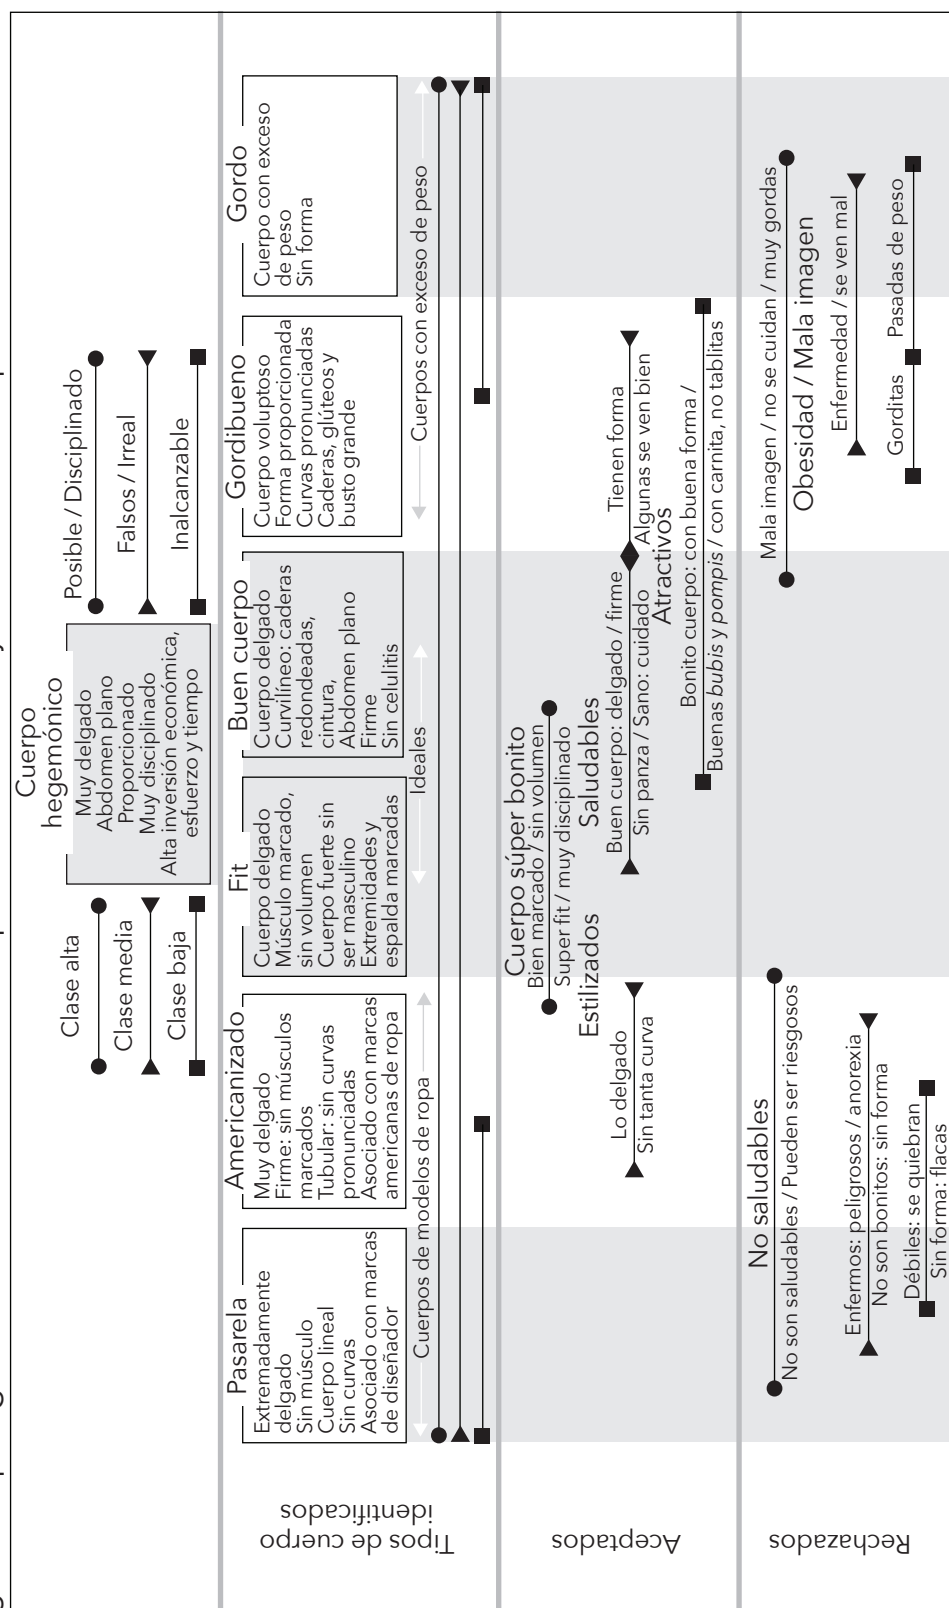 Cuerpo
hegemónico
Muy delgado
Abdomen plano
Proporcionado
Muy disciplinado
Alta inversión económica,
esfuerzo y tiempo
Clase alta
Clase media
Clase baja
Posible / Disciplinado
Falsos / Irreal
Inalcanzable
Tipos de cuerpo
identificados
Pasarela
Extremadamente
delgado
Sin músculo
Cuerpo lineal
Sin curvas
Asociado con marcas
de diseñador
Americanizado
Muy delgado
Firme: sin músculos
marcados
Tubular: sin curvas
pronunciadas
Asociado con marcas
americanas de ropa
Fit
Cuerpo delgado
Músculo marcado,
sin volumen
Cuerpo fuerte sin
ser masculino
Extremidades y
espalda marcadas
Buen cuerpo
Cuerpo delgado
Curvilíneo: caderas
redondeadas,
cintura,
Abdomen plano
Firme
Sin celulitis
Gordibueno
Cuerpo voluptoso
Forma proporcionada
Curvas pronunciadas
Caderas, glúteos y
busto grande
Gordo
Cuerpo con exceso
de peso
Sin forma
Cuerpos de modelos de ropa
Ideales
Cuerpos con exceso de peso
Aceptados
Cuerpo súper bonito
Bien marcado / sin volumen
Super fit / muy disciplinado
Estilizados
Lo delgado
Sin tanta curva
Saludables
Buen cuerpo: delgado / firme
Sin panza / Sano: cuidado
Tienen forma
Algunas se ven bien
Atractivos
Bonito cuerpo: con buena forma /
Buenas bubis y pompis / con carnita, no tablitas
Rechazados
No saludables
No son saludables / Pueden ser riesgosos
Enfermos: peligrosos / anorexia
No son bonitos: sin forma
Débiles: se quiebran
Sin forma: flacas
Mala imagen / no se cuidan / muy gordas
Obesidad / Mala imagen
Enfermedad / se ven mal
Gorditas
Pasadas de peso